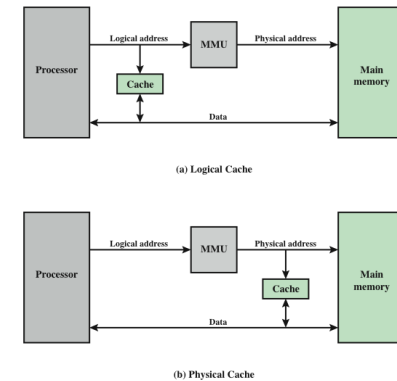 Logical address
MMU
Physical address
Processor
Main
memory
Cache
Data
(a) Logical Cache
Logical address
MMU
Physical address
Processor
Main
memory
Cache
Data
(b) Physical Cache